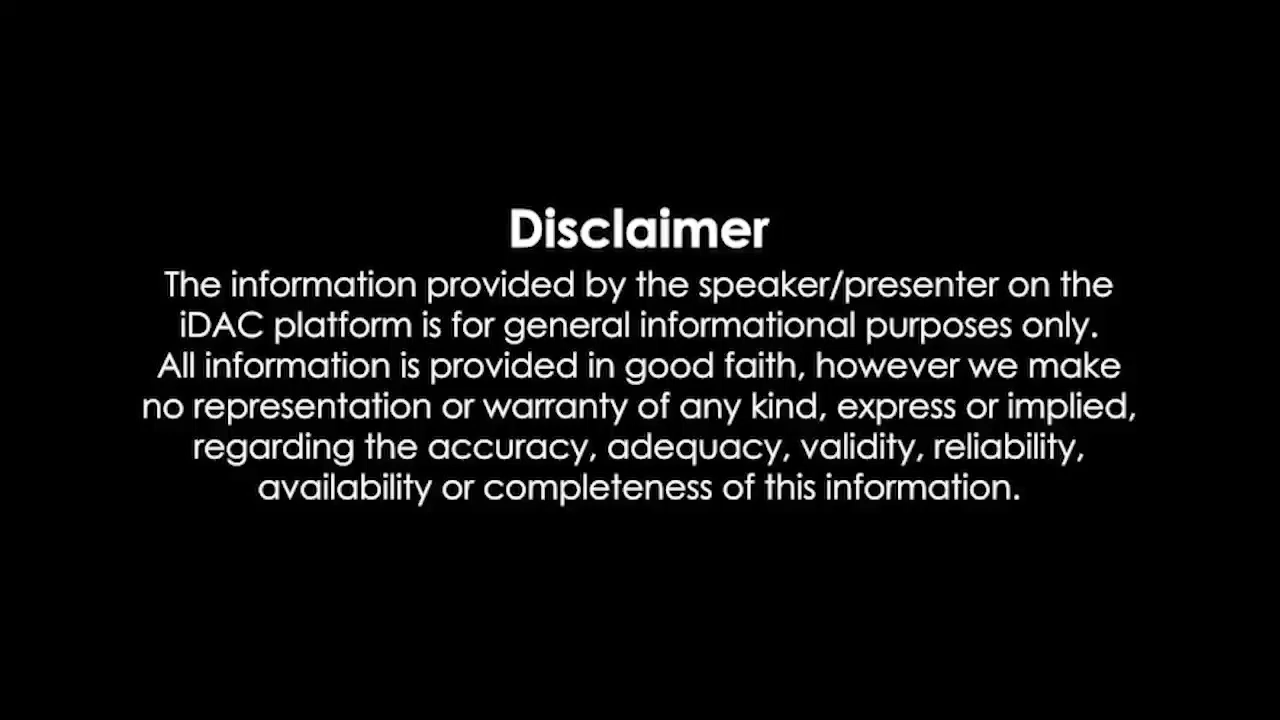 Disclaimer
The information provided by the speaker/presenter on the
iDAC platform is for general informational purposes only.
All information is provided in good faith, however we make
no representation or warranty of any kind, express or implied,
regarding the accuracy, adequacy, validity, reliability,
availability or completeness of this information.